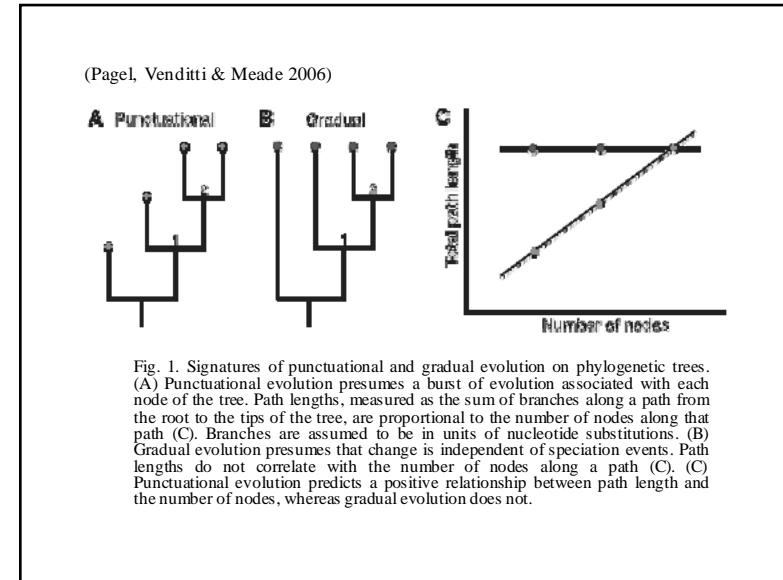 (Pagel, Venditti & Meade 2006)
A Punctuational B Gradual C
2
1
1
Total path length
Number of nodes
Fig. 1. Signatures of punctuational and gradual evolution on phylogenetic trees.
(A) Punctuational evolution presumes a burst of evolution associated with each
node of the tree. Path lengths, measured as the sum of branches along a path from
the root to the tips of the tree, are proportional to the number of nodes along that
path (C). Branches are assumed to be in units of nucleotide substitutions. (B)
Gradual evolution presumes that change is independent of speciation events. Path
lengths do not correlate with the number of nodes along a path (C). (C)
Punctuational evolution predicts a positive relationship between path length and
the number of nodes, whereas gradual evolution does not.